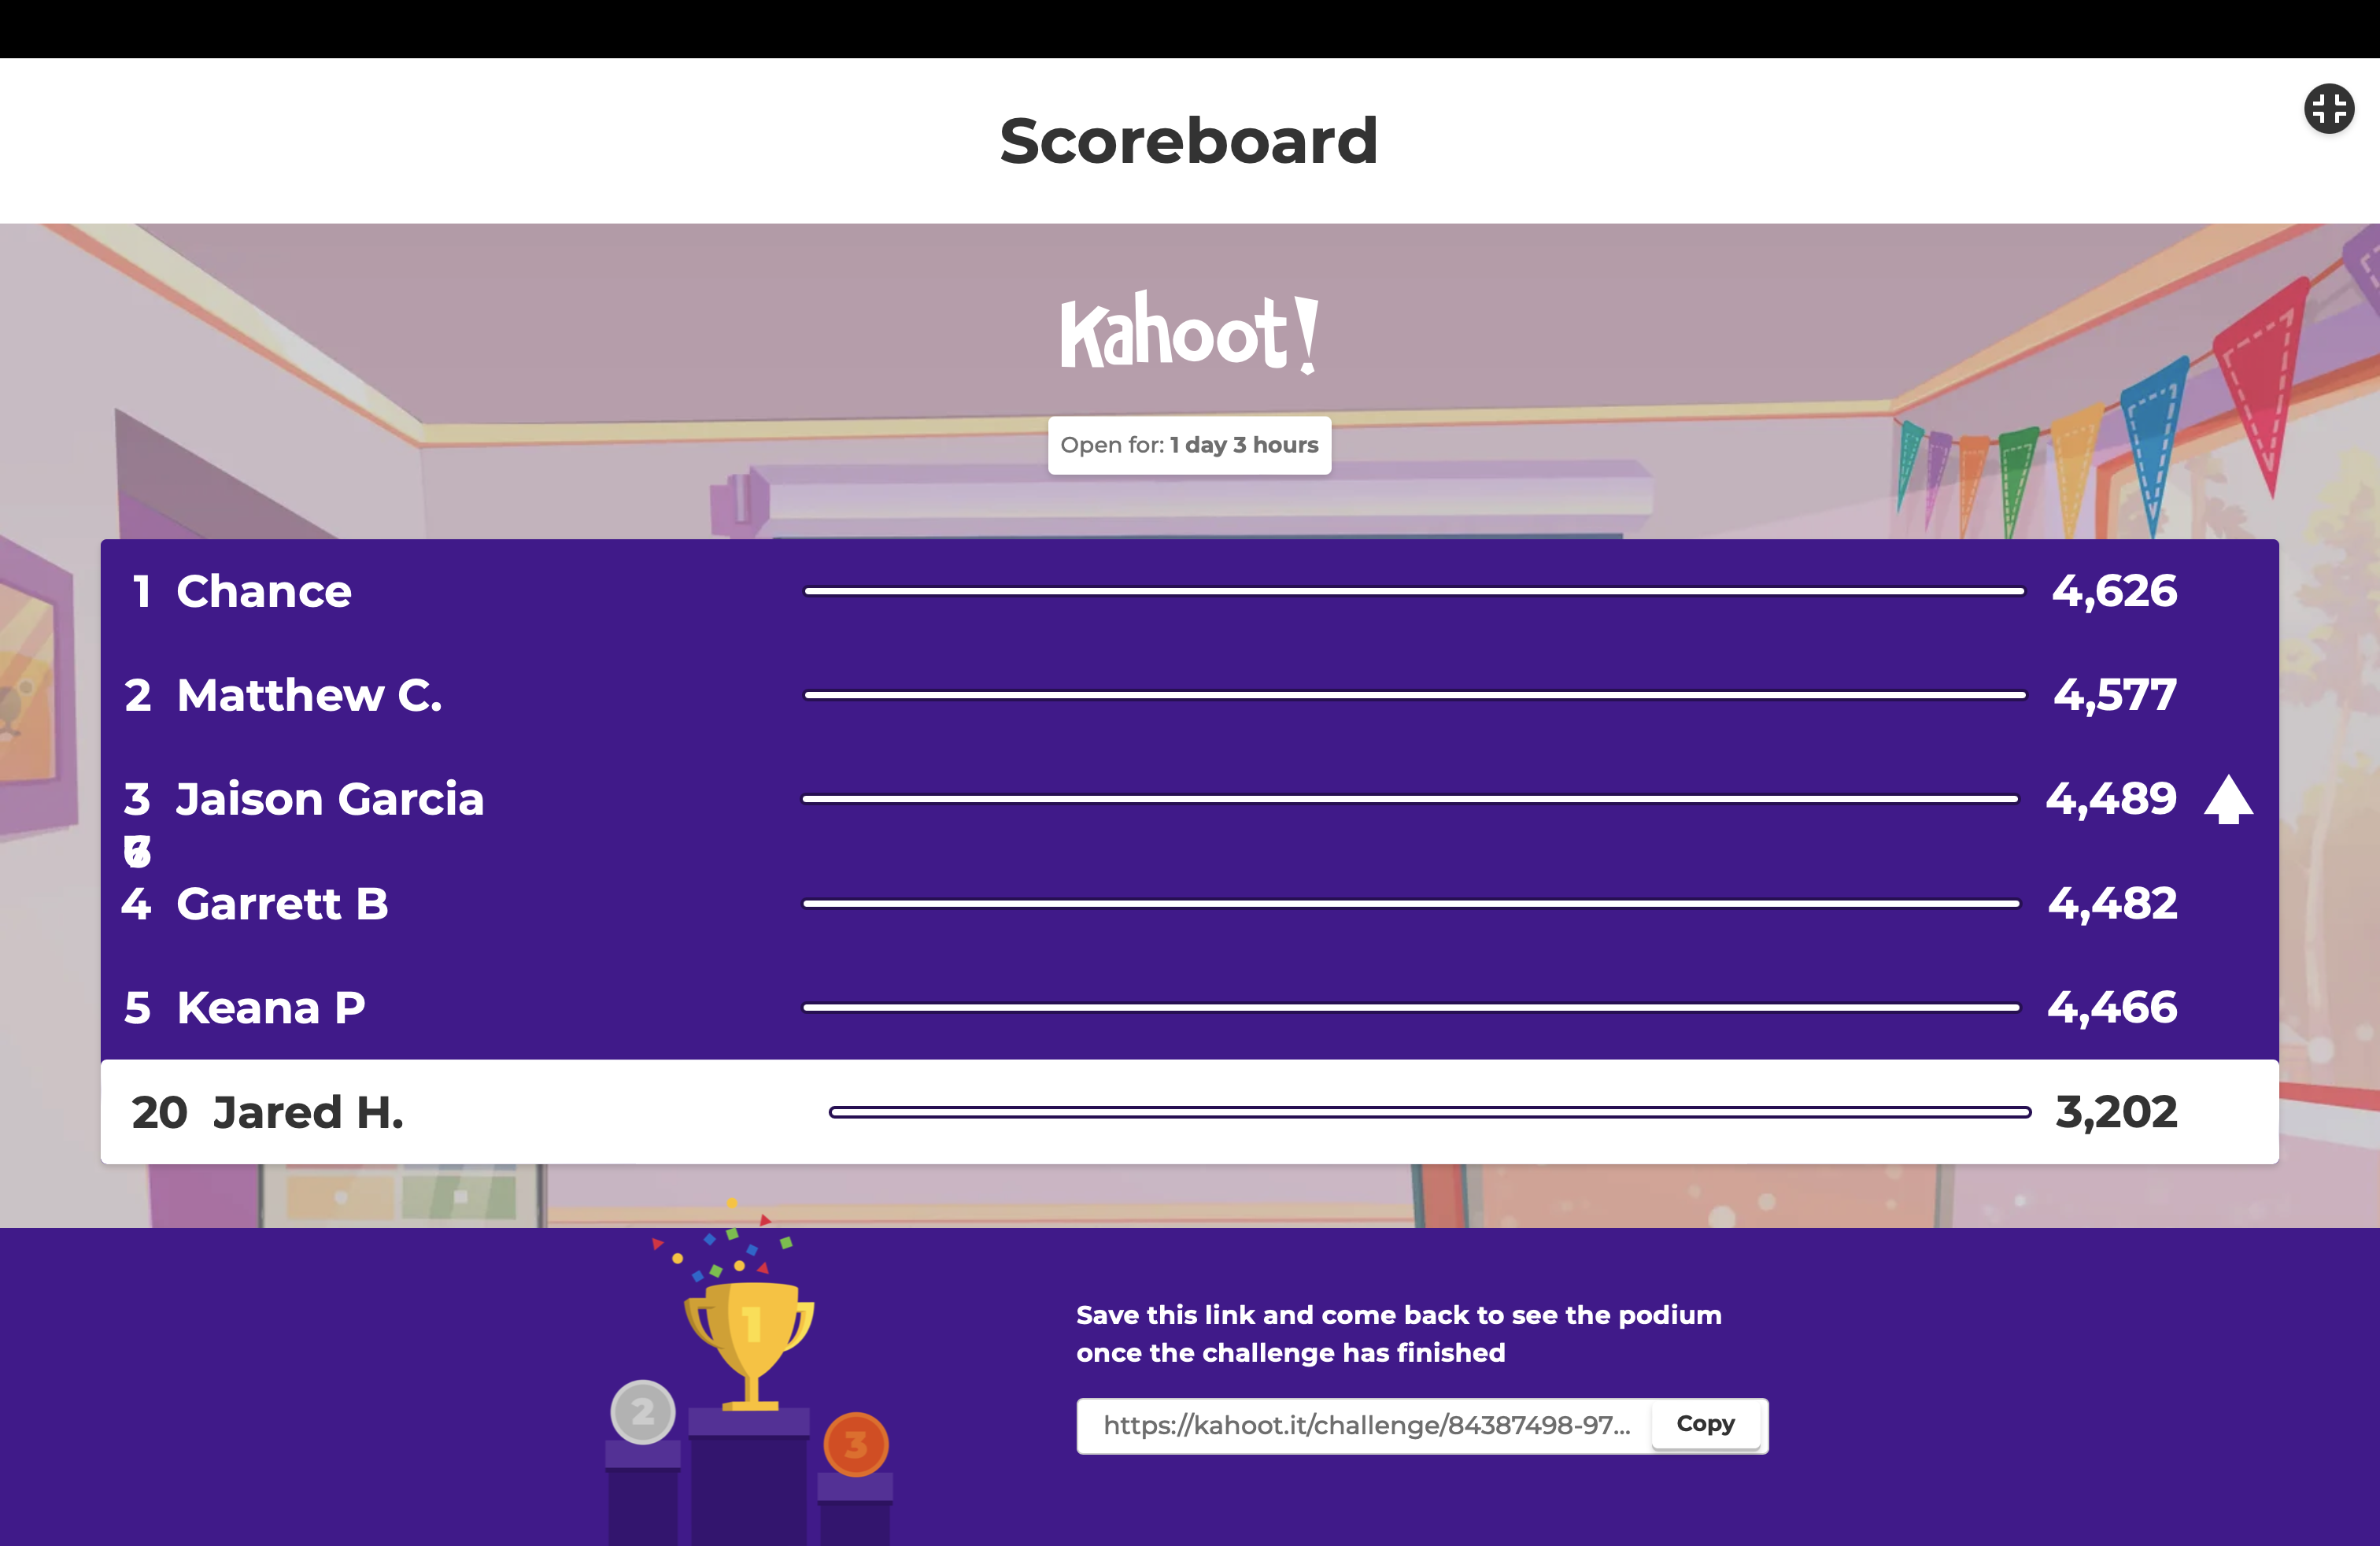 Scoreboard
Kahoot!
Open for: 1 day 3 hours
1 Chance 4,626
2 Matthew C. 4,577
3 Jaison Garcia 4,489
4 Garrett B 4,482
5 Keana P 4,466
20 Jared H. 3,202
1
2
3
Save this link and come back to see the podium
once the challenge has finished
https://kahoot.it/challenge/84387498-97... Copy